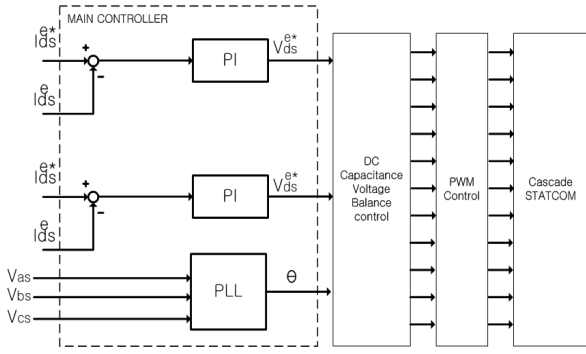 MAIN CONTROLLER
Ids e*
+
-
PI
Vds e*
Ids e
Ids e*
+
-
PI
Vds e*
Ids e
Vas
Vbs
Vcs
PLL
Θ
DC
Capacitance
Voltage
Balance
control
PWM
Control
Cascade
STATCOM